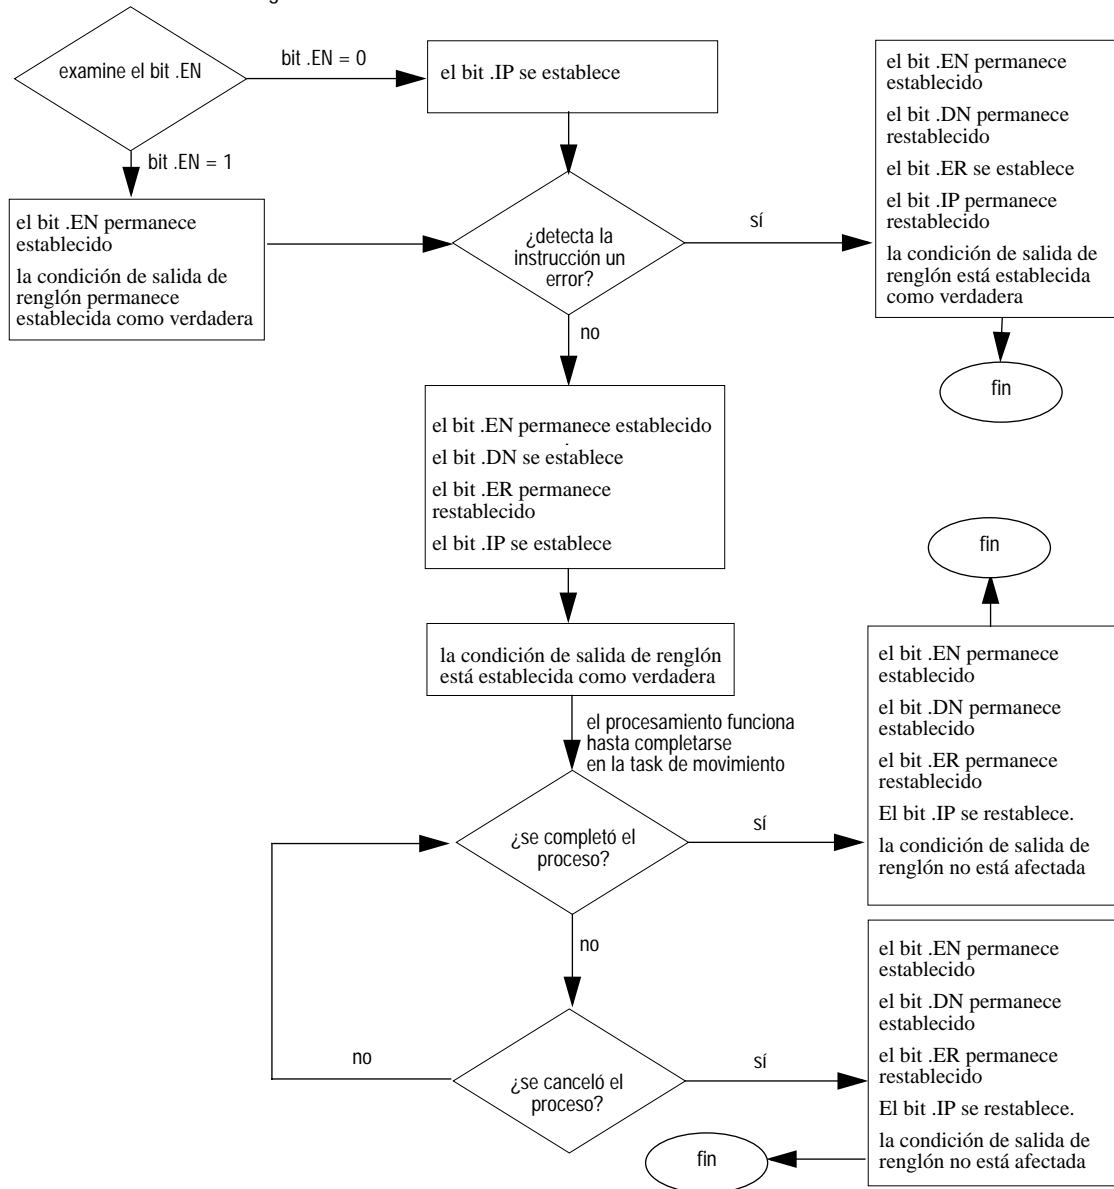 examine el bit .EN
bit .EN = 0
el bit .IP se establece
bit .EN = 1
el bit .EN permanece
establecido
la condición de salida de
renglón permanece
establecida como verdadera
¿detecta la
instrucción un
error?
sí
el bit .EN permanece
establecido
el bit .DN permanece
restablecido
el bit .ER se establece
el bit .IP permanece
restablecido
la condición de salida de
renglón está establecida
como verdadera
fin
no
el bit .EN permanece establecido
el bit .DN se establece
el bit .ER permanece
restablecido
el bit .IP se establece
la condición de salida de renglón
está establecida como verdadera
el procesamiento funciona
hasta completarse
en la task de movimiento
¿se completó el
proceso?
sí
fin
el bit .EN permanece
establecido
el bit .DN permanece
establecido
el bit .ER permanece
restablecido
El bit .IP se restablece.
la condición de salida de
renglón no está afectada
no
¿se canceló el
proceso?
no
sí
el bit .EN permanece
establecido
el bit .DN permanece
establecido
el bit .ER permanece
restablecido
El bit .IP se restablece.
la condición de salida de
renglón no está afectada
fin